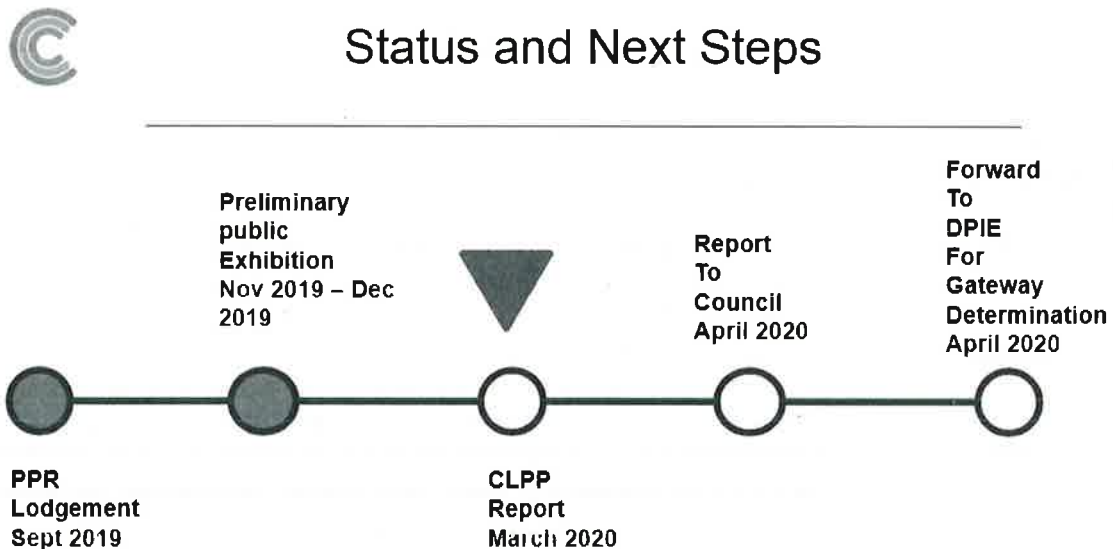 Status and Next Steps
Preliminary
public
Exhibition
Nov 2019 – Dec
2019
Report
To
Council
April 2020
Forward
To
DPIE
For
Gateway
Determination
April 2020
PPR
Lodgement
Sept 2019
CLPP
Report
March 2020